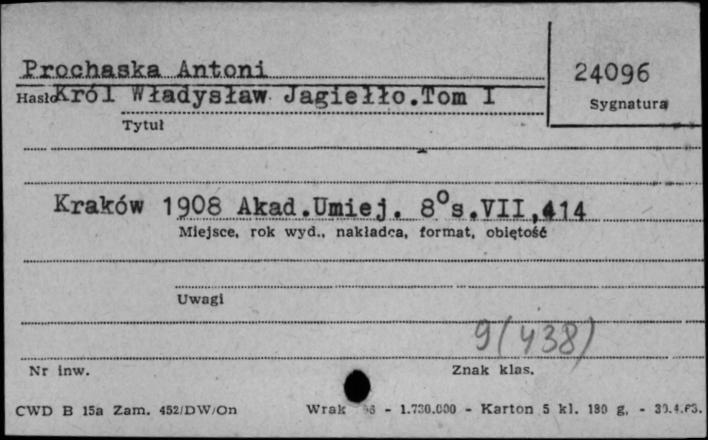 Prochaska Antoni
24096
Hasło Król Władysław Jagiełło.Tom I
Sygnatura
Tytuł
Kraków 1908 Akad.Umiej. 8°s.VII,414
Miejsce, rok wyd., nakładca, format, obiętość
Uwagi
9(438)
Nr inw.
Znak klas.
CWD B 15a Zam. 452/DW/On
Wrak - 1.730.000 - Karton 5 kl. 180 g, -